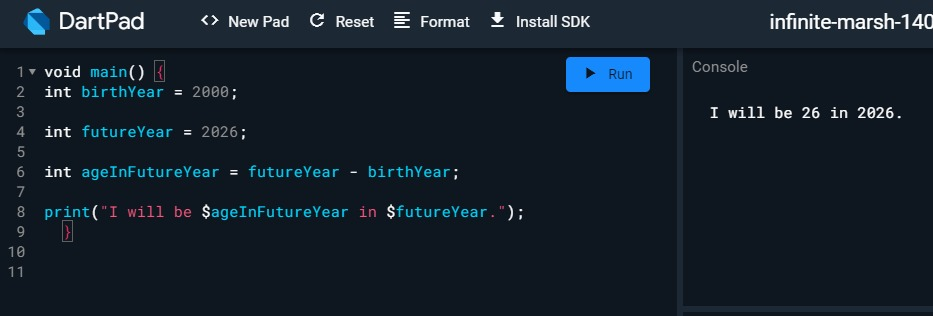 DartPad
<> New Pad
Reset
Format
Install SDK
infinite-marsh-140
1 void main() {
2 int birthYear = 2000;
3
4 int futureYear = 2026;
5
6 int ageInFutureYear = futureYear - birthYear;
7
8 print("I will be $ageInFutureYear in $futureYear.");
9 }
10
11
Run
Console
I will be 26 in 2026.